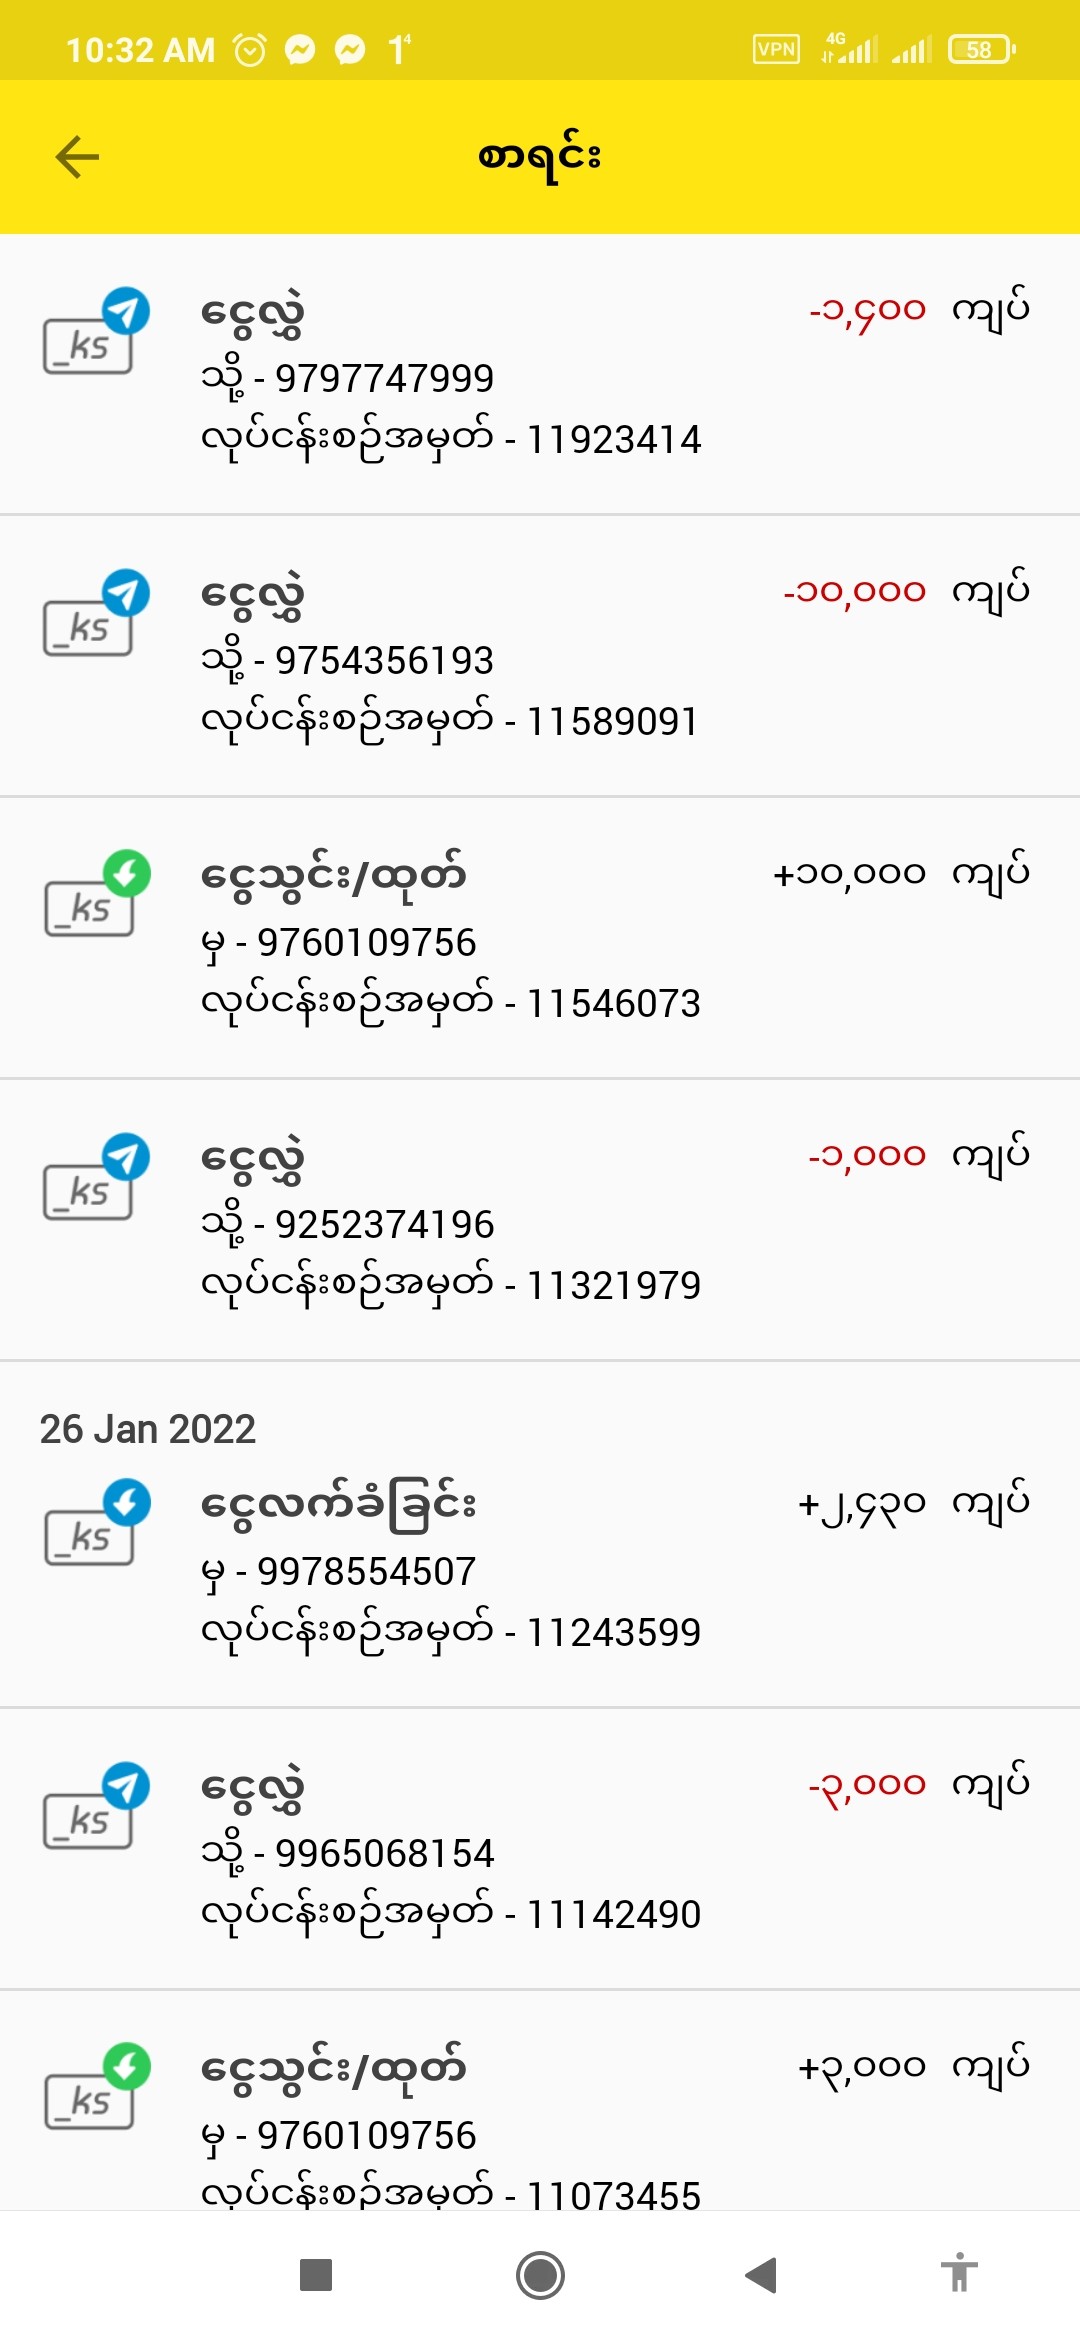 10:32 AM 1 4 VPN 4G 58
စာရင်း
_ks ငွေလွှဲ -၁,၄၀၀ ကျပ်
သို့ - 9797747999
လုပ်ငန်းစဉ်အမှတ် - 11923414
_ks ငွေလွှဲ -၁၀,၀၀၀ ကျပ်
သို့ - 9754356193
လုပ်ငန်းစဉ်အမှတ် - 11589091
_ks ငွေသွင်း/ထုတ် +၁၀,၀၀၀ ကျပ်
မှ - 9760109756
လုပ်ငန်းစဉ်အမှတ် - 11546073
_ks ငွေလွှဲ -၁,၀၀၀ ကျပ်
သို့ - 9252374196
လုပ်ငန်းစဉ်အမှတ် - 11321979
26 Jan 2022
_ks ငွေလက်ခံခြင်း +၂,၄၃၀ ကျပ်
မှ - 9978554507
လုပ်ငန်းစဉ်အမှတ် - 11243599
_ks ငွေလွှဲ -၃,၀၀၀ ကျပ်
သို့ - 9965068154
လုပ်ငန်းစဉ်အမှတ် - 11142490
_ks ငွေသွင်း/ထုတ် +၃,၀၀၀ ကျပ်
မှ - 9760109756
လုပ်ငန်းစဉ်အမှတ် - 11073455